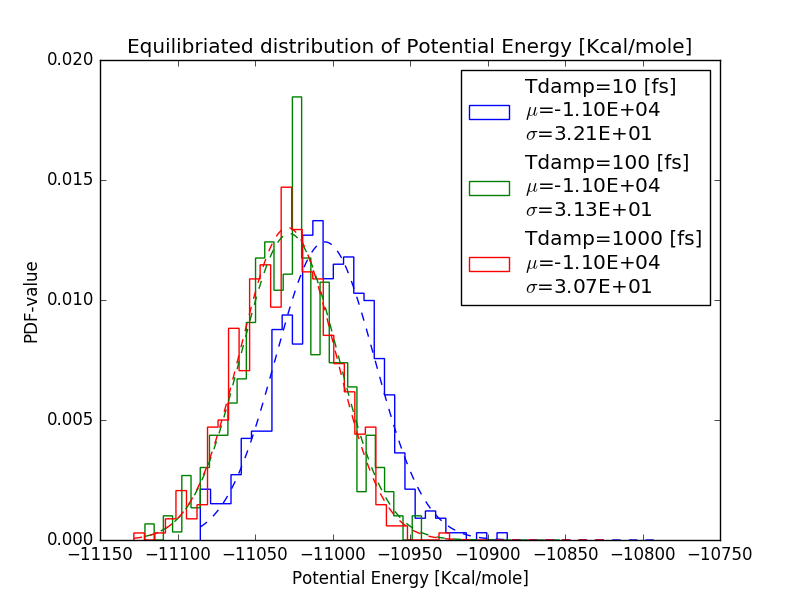 Equilibriated distribution of Potential Energy [Kcal/mole]
0.020
0.015
0.010
0.005
0.000
PDF-value
Tdamp=10 [fs]
μ=-1.10E+04
σ=3.21E+01
Tdamp=100 [fs]
μ=-1.10E+04
σ=3.13E+01
Tdamp=1000 [fs]
μ=-1.10E+04
σ=3.07E+01
−11150 −11100 −11050 −11000 −10950 −10900 −10850 −10800 −10750
Potential Energy [Kcal/mole]